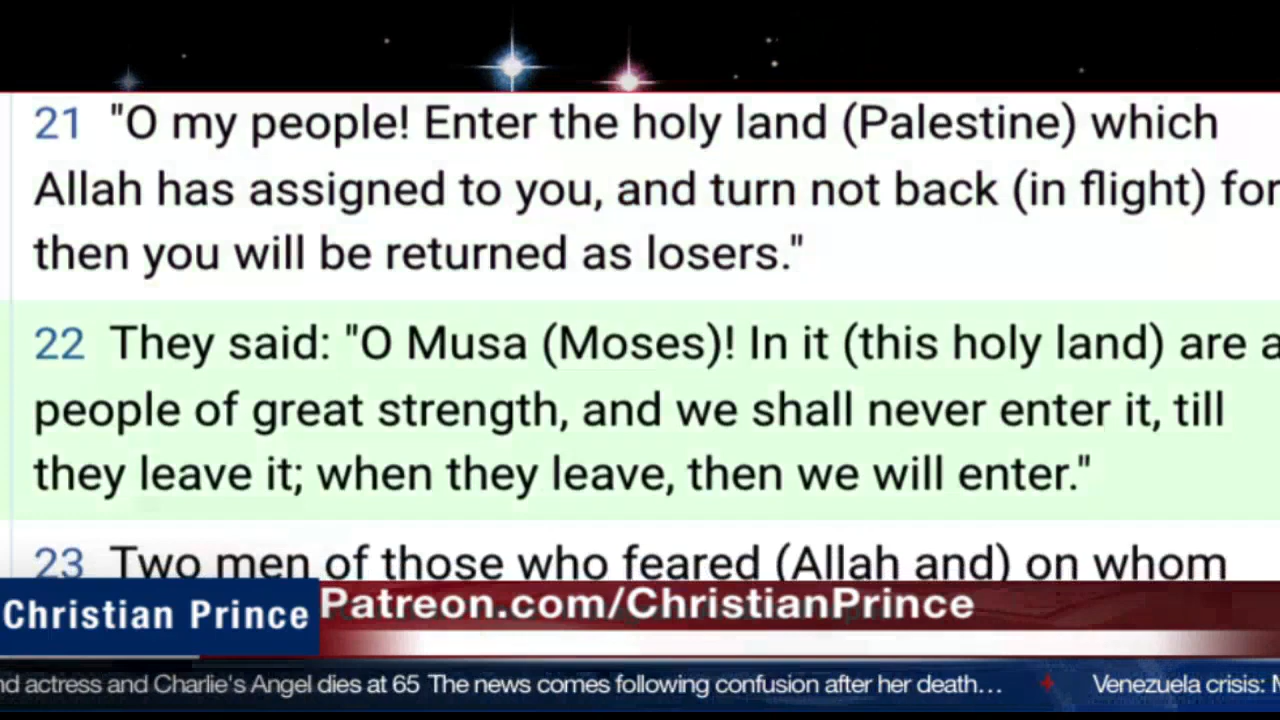 21 "O my people! Enter the holy land (Palestine) which
Allah has assigned to you, and turn not back (in flight) for
then you will be returned as losers."
22 They said: "O Musa (Moses)! In it (this holy land) are a
people of great strength, and we shall never enter it, till
they leave it; when they leave, then we will enter."
23 Two men of those who feared (Allah and) on whom
Christian Prince
Patreon.com/ChristianPrince
actress and Charlie's Angel dies at 65 The news comes following confusion after her death… Venezuela crisis: